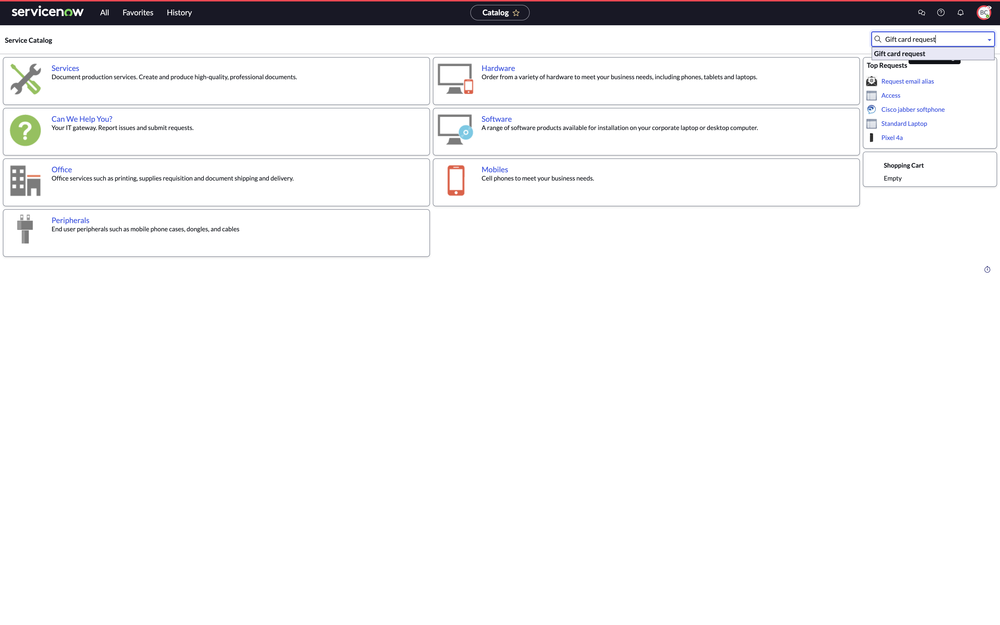 servicenow
All
Favorites
History
Catalog
BC
Service Catalog
Gift card request
Gift card request
Services
Document production services. Create and produce high-quality, professional documents.
Hardware
Order from a variety of hardware to meet your business needs, including phones, tablets and laptops.
Can We Help You?
Your IT gateway. Report issues and submit requests.
Software
A range of software products available for installation on your corporate laptop or desktop computer.
Office
Office services such as printing, supplies requisition and document shipping and delivery.
Mobiles
Cell phones to meet your business needs.
Peripherals
End user peripherals such as mobile phone cases, dongles, and cables
Top Requests
Request email alias
Access
Cisco jabber softphone
Standard Laptop
Pixel 4a
Shopping Cart
Empty